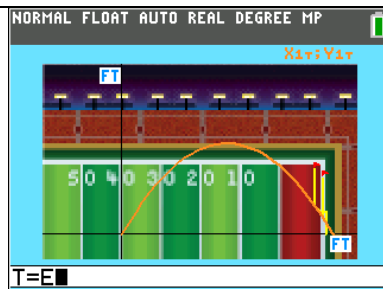 NORMAL FLOAT AUTO REAL DEGREE MP
X1T;Y1T
FT
50 40 30 20 10
FT
T=E